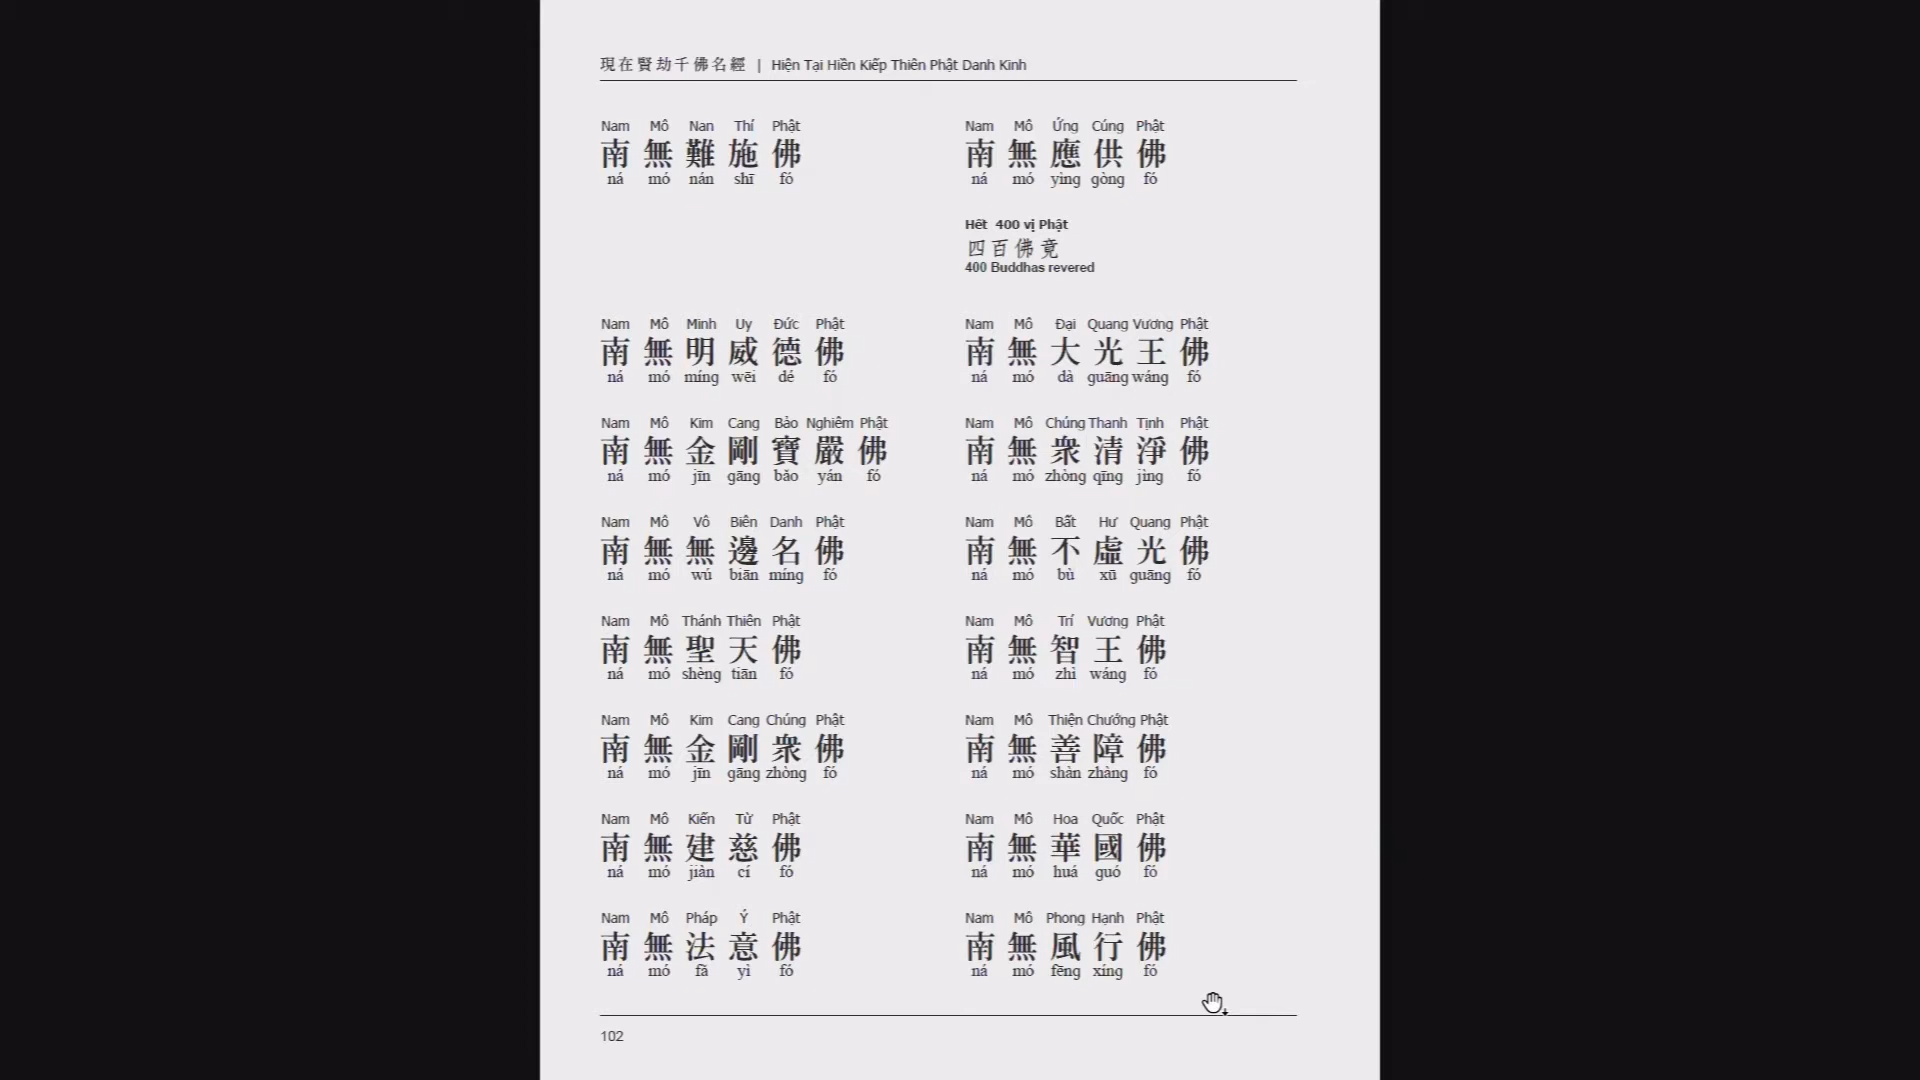 現在賢劫千佛名經 | Hiện Tại Hiền Kiếp Thiên Phật Danh Kinh
Nam Mô Nan Thí Phật
南無難施佛
ná mó nán shī fó
Nam Mô Ứng Cúng Phật
南無應供佛
ná mó yìng gòng fó
Hết 400 vị Phật
四百佛竟
400 Buddhas revered
Nam Mô Minh Uy Đức Phật
南無明威德佛
ná mó míng wēi dé fó
Nam Mô Đại Quang Vương Phật
南無大光王佛
ná mó dà guāng wáng fó
Nam Mô Kim Cang Bảo Nghiêm Phật
南無金剛寶嚴佛
ná mó jīn gāng bǎo yán fó
Nam Mô Chúng Thanh Tịnh Phật
南無衆清淨佛
ná mó zhòng qīng jìng fó
Nam Mô Vô Biên Danh Phật
南無無邊名佛
ná mó wú biān míng fó
Nam Mô Bất Hư Quang Phật
南無不虛光佛
ná mó bù xū guāng fó
Nam Mô Thánh Thiên Phật
南無聖天佛
ná mó shèng tiān fó
Nam Mô Trí Vương Phật
南無智王佛
ná mó zhì wáng fó
Nam Mô Kim Cang Chúng Phật
南無金剛衆佛
ná mó jīn gāng zhòng fó
Nam Mô Thiện Chướng Phật
南無善障佛
ná mó shàn zhàng fó
Nam Mô Kiến Từ Phật
南無建慈佛
ná mó jiàn cí fó
Nam Mô Hoa Quốc Phật
南無華國佛
ná mó huá guó fó
Nam Mô Pháp Ý Phật
南無法意佛
ná mó fǎ yì fó
Nam Mô Phong Hạnh Phật
南無風行佛
ná mó fēng xíng fó
102